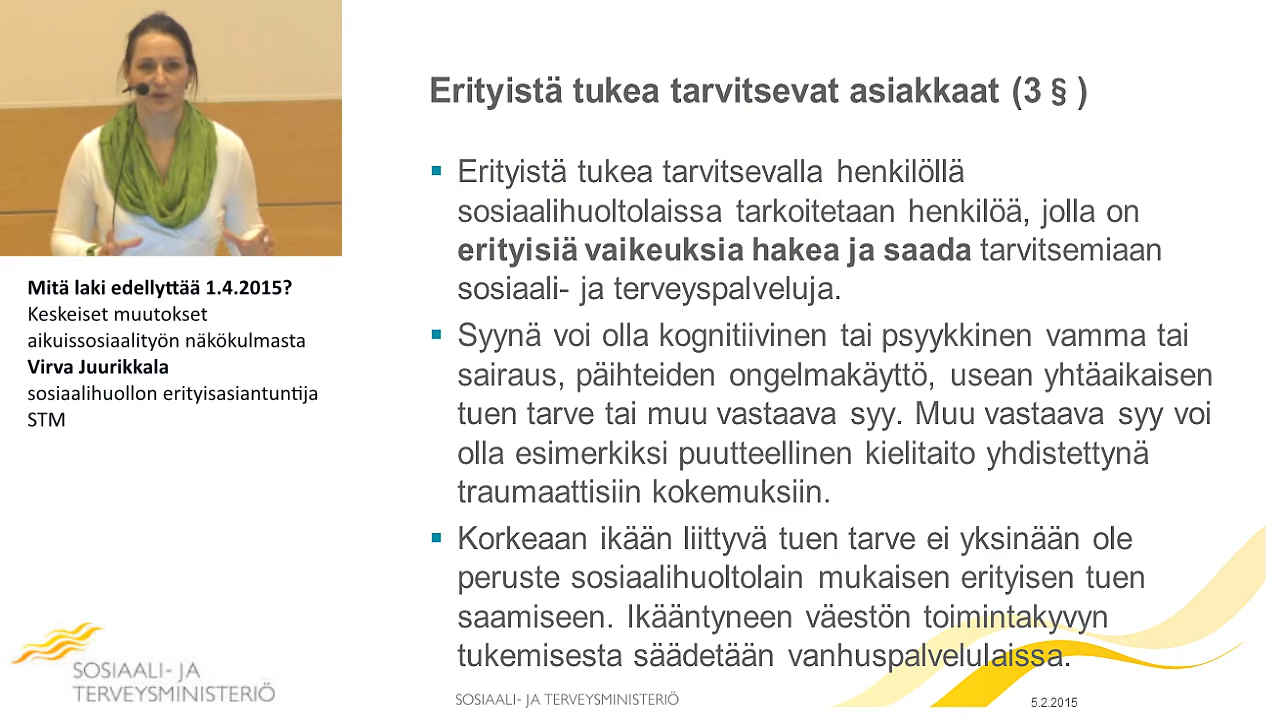 Erityistä tukea tarvitsevat asiakkaat (3 § )
▪ Erityistä tukea tarvitsevalla henkilöllä
sosiaalihuoltolaissa tarkoitetaan henkilöä, jolla on
erityisiä vaikeuksia hakea ja saada tarvitsemiaan
sosiaali- ja terveyspalveluja.
▪ Syynä voi olla kognitiivinen tai psyykkinen vamma tai
sairaus, päihteiden ongelmakäyttö, usean yhtäaikaisen
tuen tarve tai muu vastaava syy. Muu vastaava syy voi
olla esimerkiksi puutteellinen kielitaito yhdistettynä
traumaattisiin kokemuksiin.
▪ Korkeaan ikään liittyvä tuen tarve ei yksinään ole
peruste sosiaalihuoltolain mukaisen erityisen tuen
saamiseen. Ikääntyneen väestön toimintakyvyn
tukemisesta säädetään vanhuspalvelulaissa.
Mitä laki edellyttää 1.4.2015?
Keskeiset muutokset
aikuissosiaalityön näkökulmasta
Virva Juurikkala
sosiaalihuollon erityisasiantuntija
STM
SOSIAALI- JA
TERVEYSMINISTERIÖ
SOSIAALI- JA TERVEYSMINISTERIÖ
5.2.2015